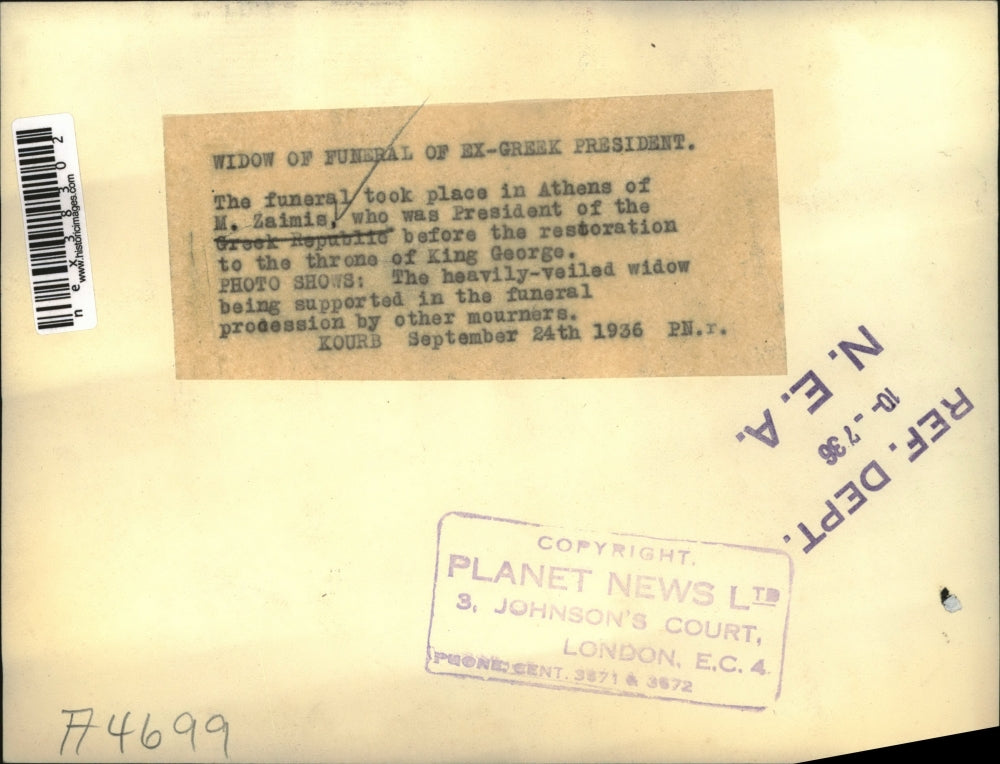 WIDOW OF FUNERAL OF EX-GREEK PRESIDENT.
The funeral took place in Athens of
M. Zaimis, who was President of the
Greek Republic before the restoration
to the throne of King George.
PHOTO SHOWS: The heavily-veiled widow
being supported in the funeral
prodession by other mourners.
KOURB September 24th 1936 PN.r.
nex383302
www.historicimages.com
N. E. A.
10-7 36
REF. DEPT.
COPYRIGHT.
PLANET NEWS LTD
3, JOHNSON'S COURT,
LONDON, E.C. 4.
PHONE: CENT. 3671 & 3672
A4699